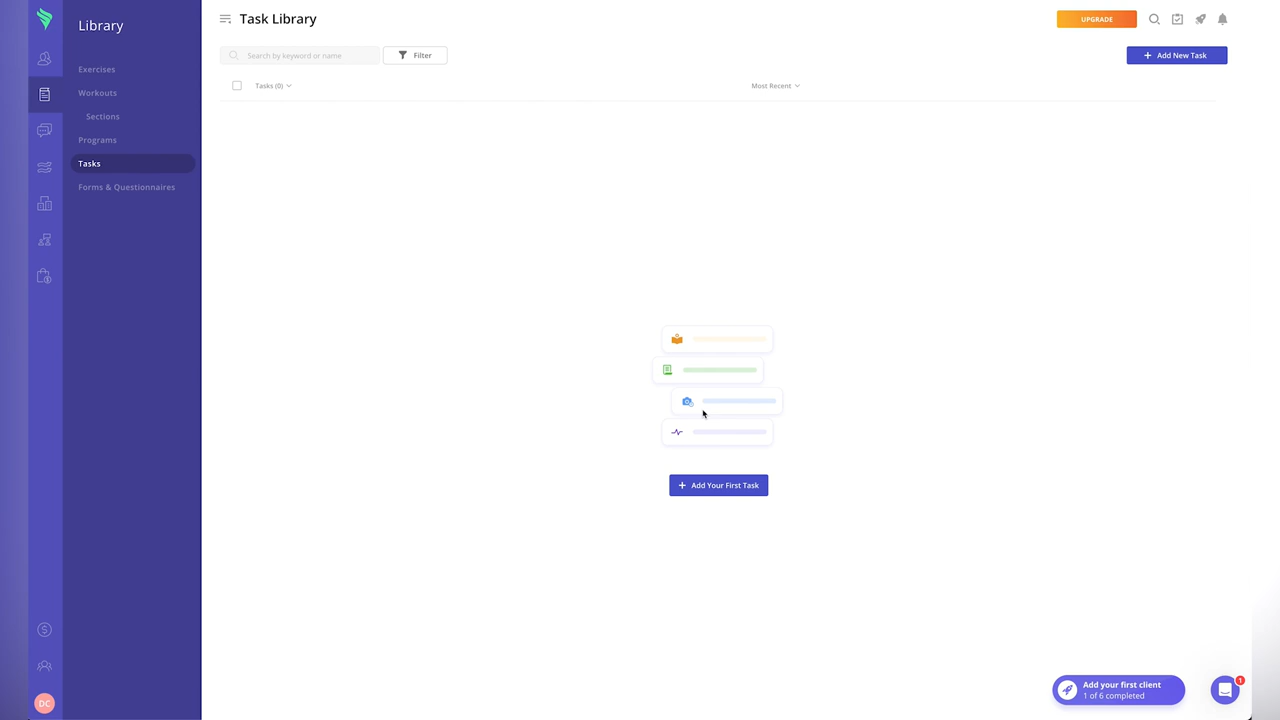 Library
Exercises
Workouts
Sections
Programs
Tasks
Forms & Questionnaires
DC
Task Library
UPGRADE
Search by keyword or name
Filter
Add New Task
Tasks (0)
Most Recent
Add Your First Task
Add your first client
1 of 6 completed
1